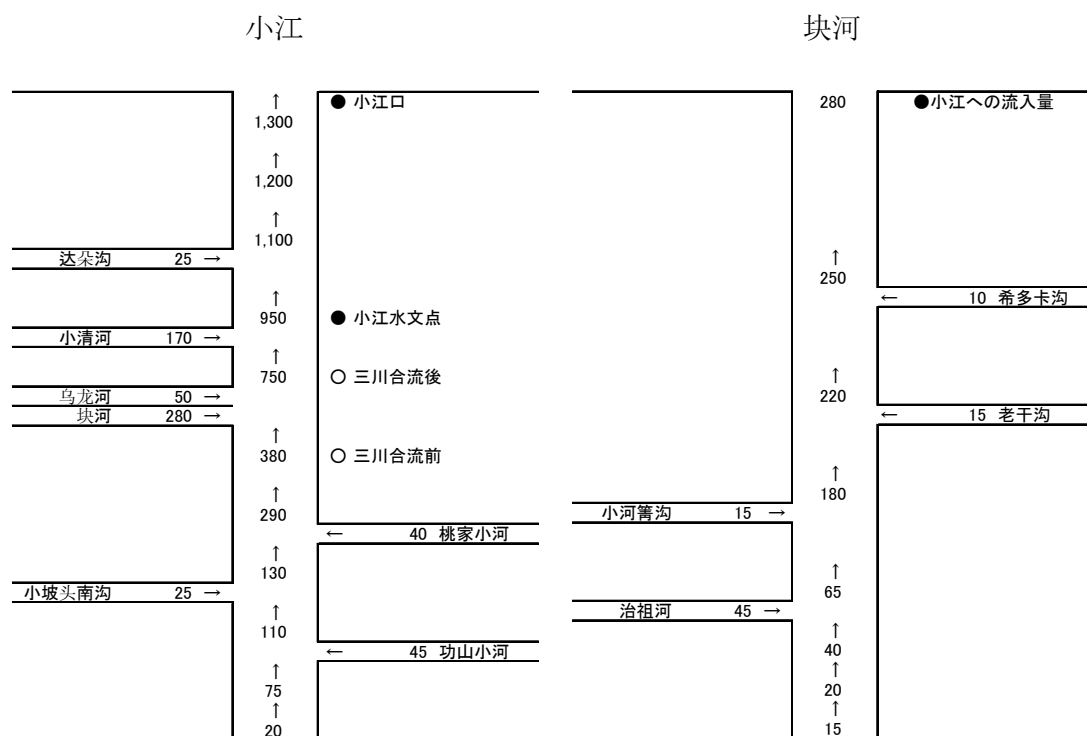 小江
↑
● 小江口
1,300
↑
1,200
↑
1,100
达朵沟 25 →
↑
950
● 小江水文点
小清河 170 →
↑
750
○ 三川合流後
乌龙河 50 →
块河 280 →
↑
380
○ 三川合流前
↑
290
← 40 桃家小河
↑
130
小坡头南沟 25 →
↑
110
← 45 功山小河
↑
75
↑
20
块河
280
●小江への流入量
↑
250
← 10 希多卡沟
↑
220
← 15 老干沟
↑
180
小河箐沟 15 →
↑
65
治祖河 45 →
↑
40
↑
20
↑
15